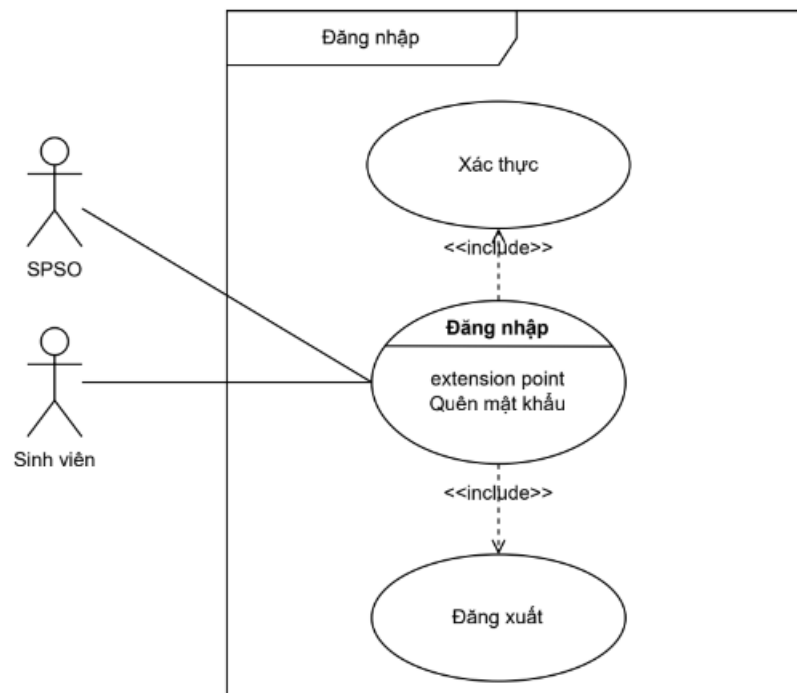 Đăng nhập
Xác thực
<<include>>
SPSO
Đăng nhập
extension point
Quên mật khẩu
Sinh viên
<<include>>
Đăng xuất